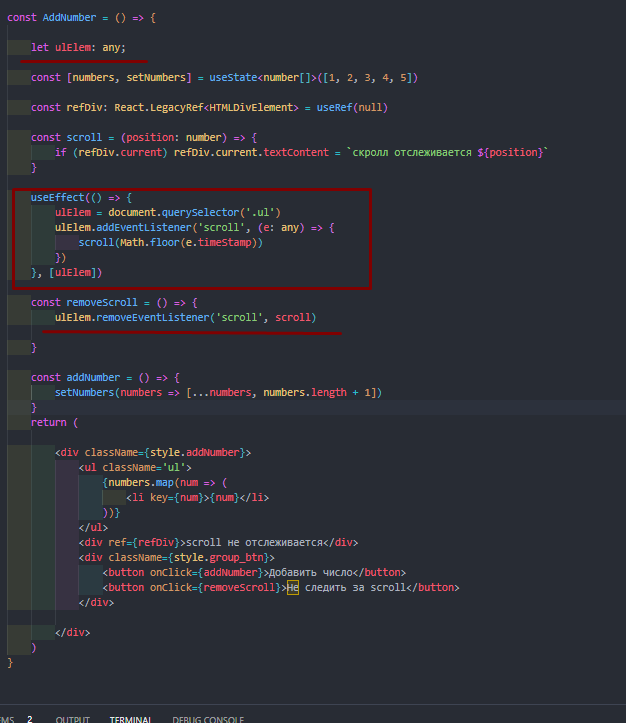 const AddNumber = () => {
let ulElem: any;
const [numbers, setNumbers] = useState<number[]>([1, 2, 3, 4, 5])
const refDiv: React.LegacyRef<HTMLDivElement> = useRef(null)
const scroll = (position: number) => {
if (refDiv.current) refDiv.current.textContent = `скролл отслеживается ${position}`
}
useEffect(() => {
ulElem = document.querySelector('.ul')
ulElem.addEventListener('scroll', (e: any) => {
scroll(Math.floor(e.timeStamp))
})
}, [ulElem])
const removeScroll = () => {
ulElem.removeEventListener('scroll', scroll)
}
const addNumber = () => {
setNumbers(numbers => [...numbers, numbers.length + 1])
}
return (
<div className={style.addNumber}>
<ul className='ul'>
{numbers.map(num => (
<li key={num}>{num}</li>
))}
</ul>
<div ref={refDiv}>scroll не отслеживается</div>
<div className={style.group_btn}>
<button onClick={addNumber}>Добавить число</button>
<button onClick={removeScroll}>Не следить за scroll</button>
</div>
</div>
)
}
EMS 2 OUTPUT TERMINAL DEBUG CONSOLE